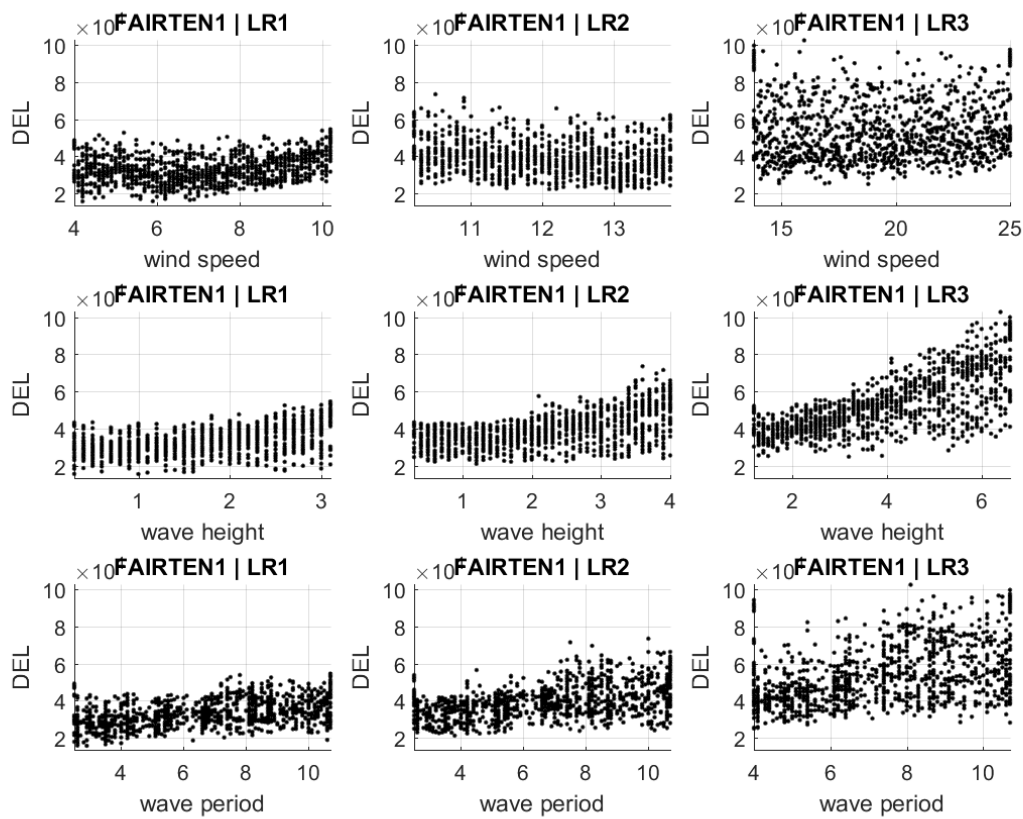 ×10 FAIRTEN1 | LR1 ×10 FAIRTEN1 | LR2 ×10 FAIRTEN1 | LR3
10 10 10
8 8 8
DEL DEL DEL
6 6 6
4 4 4
2 2 2
4 6 8 10 11 12 13 15 20 25
wind speed wind speed wind speed
×10 FAIRTEN1 | LR1 ×10 FAIRTEN1 | LR2 ×10 FAIRTEN1 | LR3
10 10 10
8 8 8
DEL DEL DEL
6 6 6
4 4 4
2 2 2
1 2 3 1 2 3 4 2 4 6
wave height wave height wave height
×10 FAIRTEN1 | LR1 ×10 FAIRTEN1 | LR2 ×10 FAIRTEN1 | LR3
10 10 10
8 8 8
DEL DEL DEL
6 6 6
4 4 4
2 2 2
4 6 8 10 4 6 8 10 4 6 8 10
wave period wave period wave period